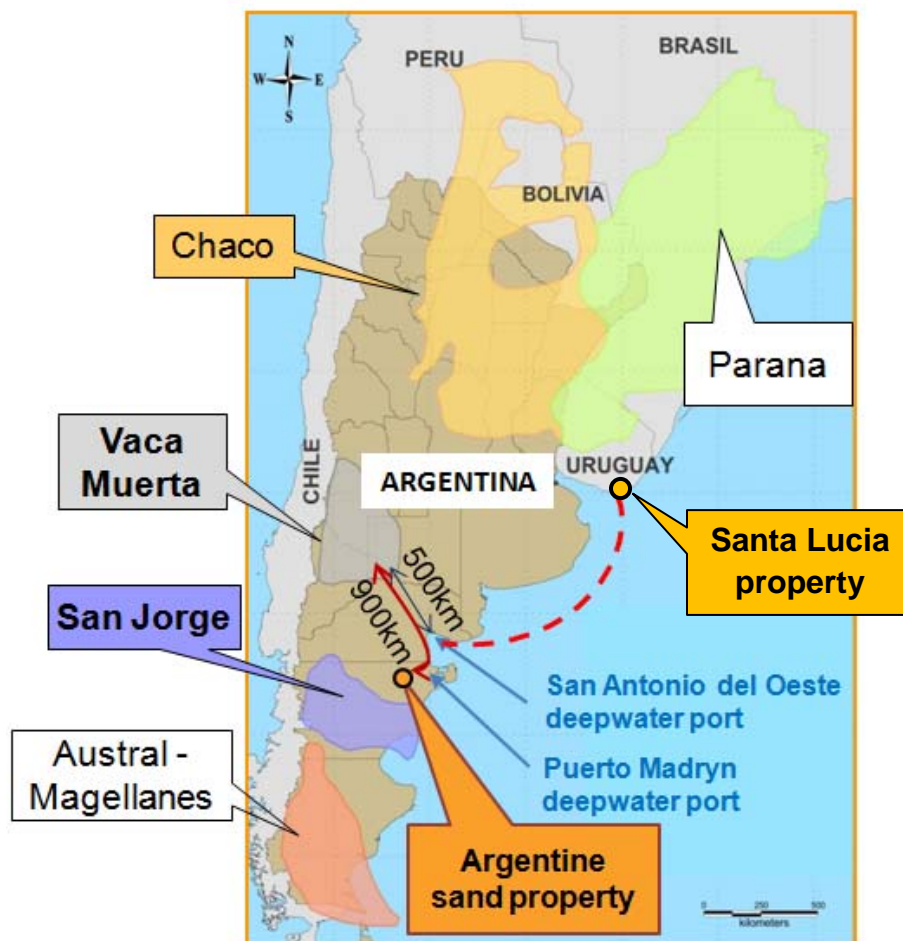 N
W E
S
PERU
BRASIL
BOLIVIA
Chaco
Parana
Vaca
Muerta
CHILE
ARGENTINA
URUGUAY
Santa Lucia
property
500km
900km
San Jorge
San Antonio del Oeste
deepwater port
Puerto Madryn
deepwater port
Austral -
Magellanes
Argentine
sand property
0 250 500
kilometers